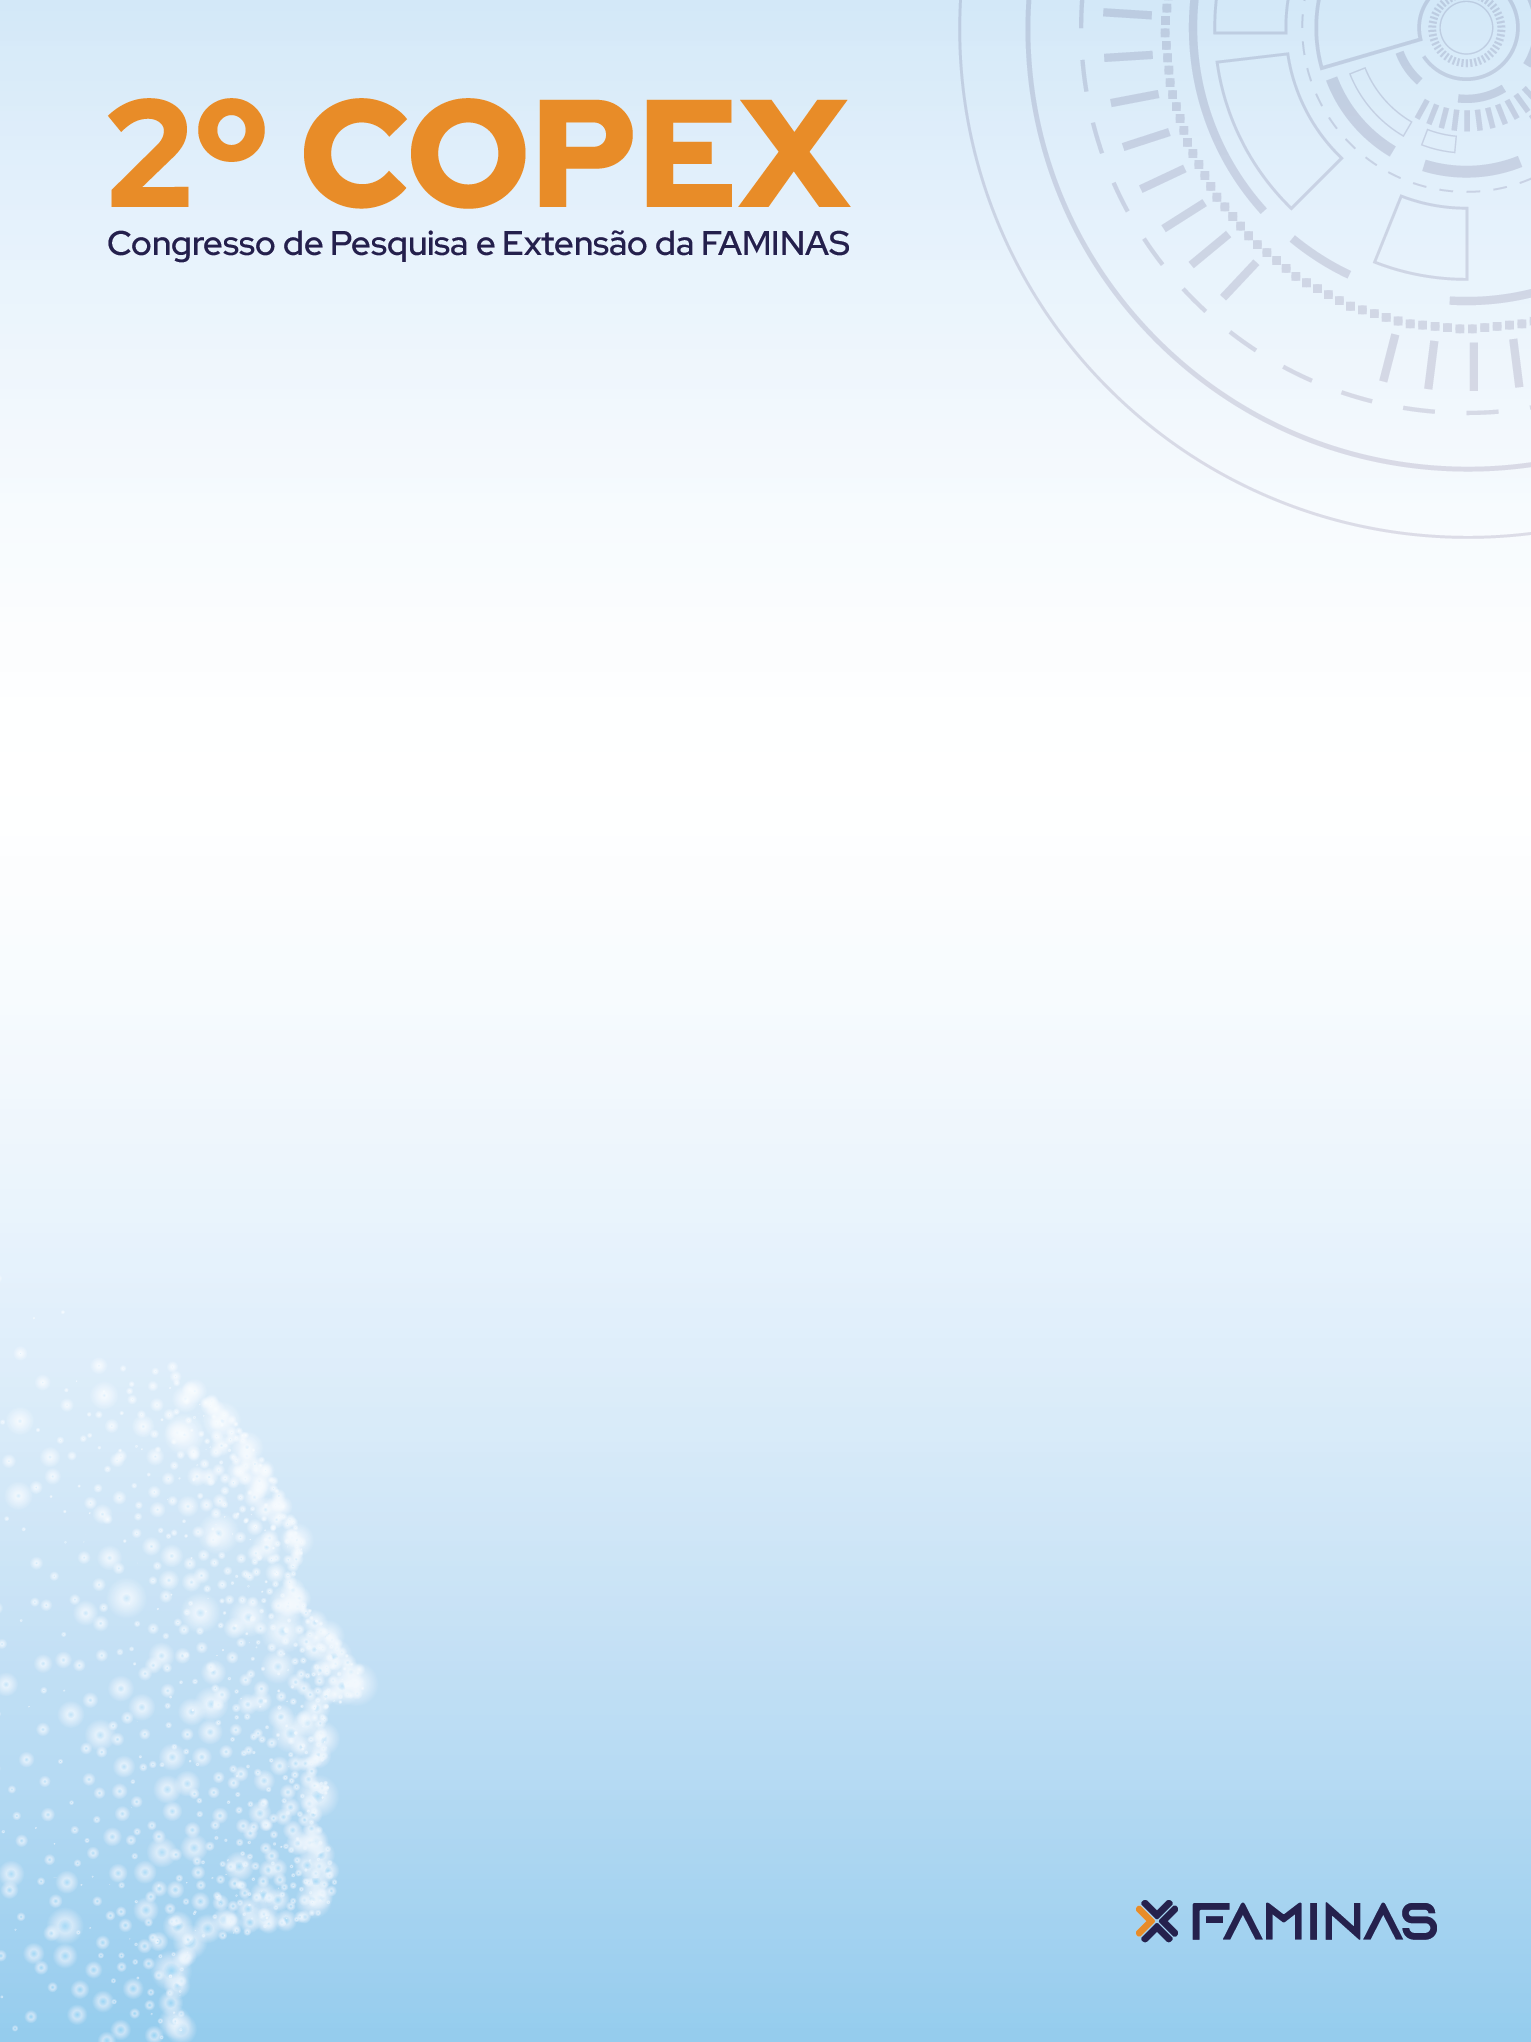 2º COPEX
Congresso de Pesquisa e Extensão da FAMINAS
FAMINAS